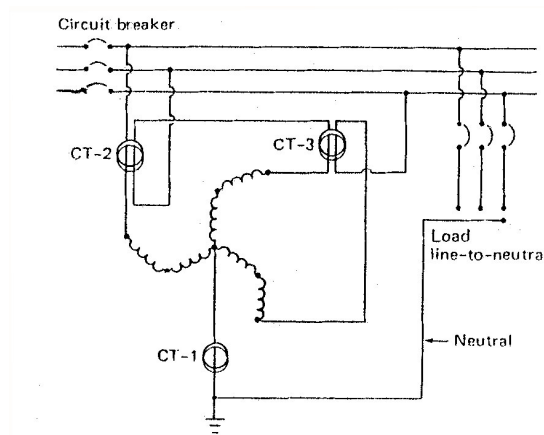 Circuit breaker
CT-2
CT-3
Load
line-to-neutra
Neutral
CT-1